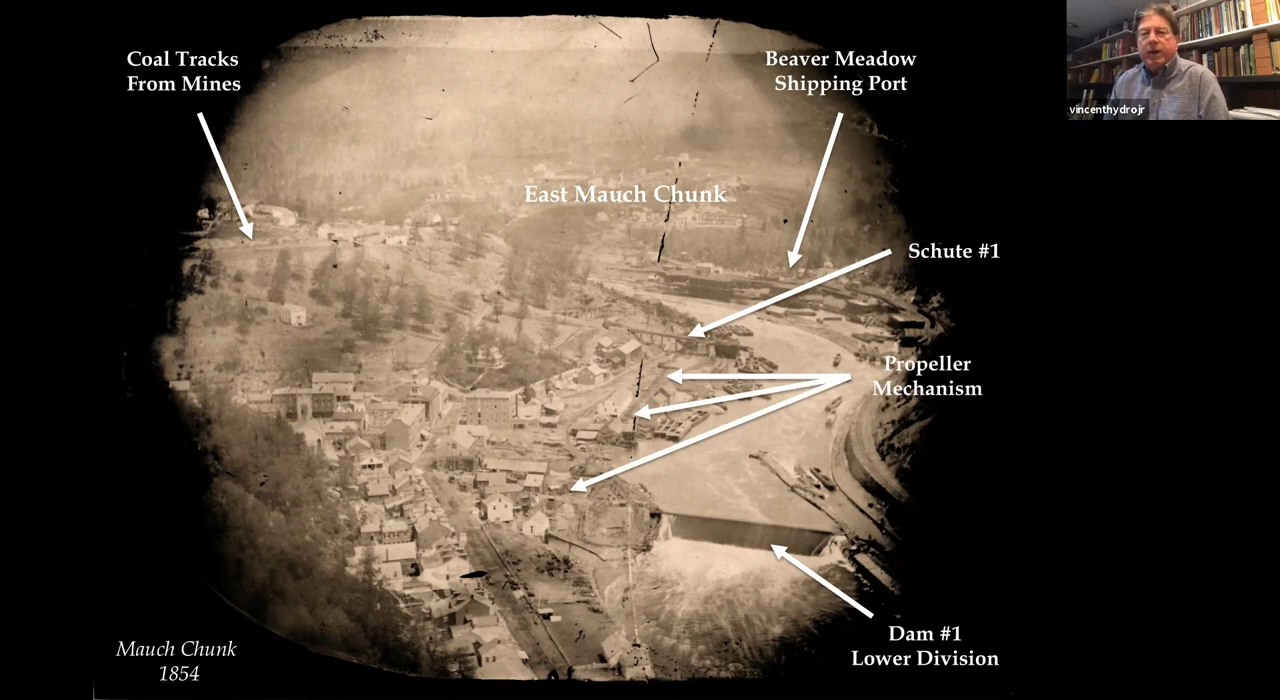 Coal Tracks
From Mines
Beaver Meadow
Shipping Port
vincenthydrojr
East Mauch Chunk
Schute #1
Propeller
Mechanism
Dam #1
Lower Division
Mauch Chunk
1854